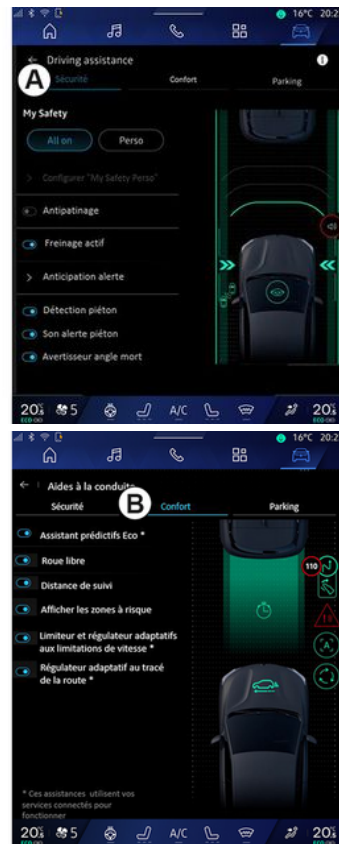 16°C 20:2
← Driving assistance
A
Sécurité Confort Parking
My Safety
All on Perso
> Configurer "My Safety Perso"
Antipatinage
Freinage actif
> Anticipation alerte
Détection piéton
Son alerte piéton
Avertisseur angle mort
20 5 A/C 20
ECO ECO
16°C 20:2
← Aides à la conduite
B
Sécurité Confort Parking
Assistant prédictifs Eco *
110
Roue libre
Distance de suivi
Afficher les zones à risque
Limiteur et régulateur adaptatifs
aux limitations de vitesse *
A
Régulateur adaptatif au tracé
de la route *
* Ces assistances utilisent vos
services connectés pour
fonctionner
20 5 A/C 20
ECO ECO